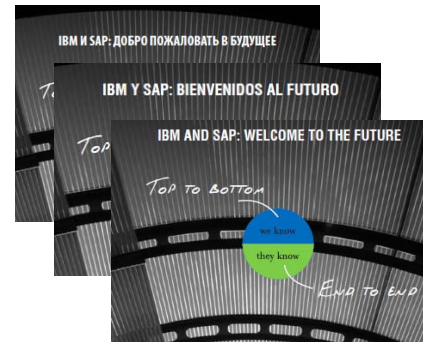 IBM И SAP: ДОБРО ПОЖАЛОВАТЬ В БУДУЩЕЕ
IBM Y SAP: BIENVENIDOS AL FUTURO
TOP
IBM AND SAP: WELCOME TO THE FUTURE
TOP TO BOTTOM
we know
they know
END TO END